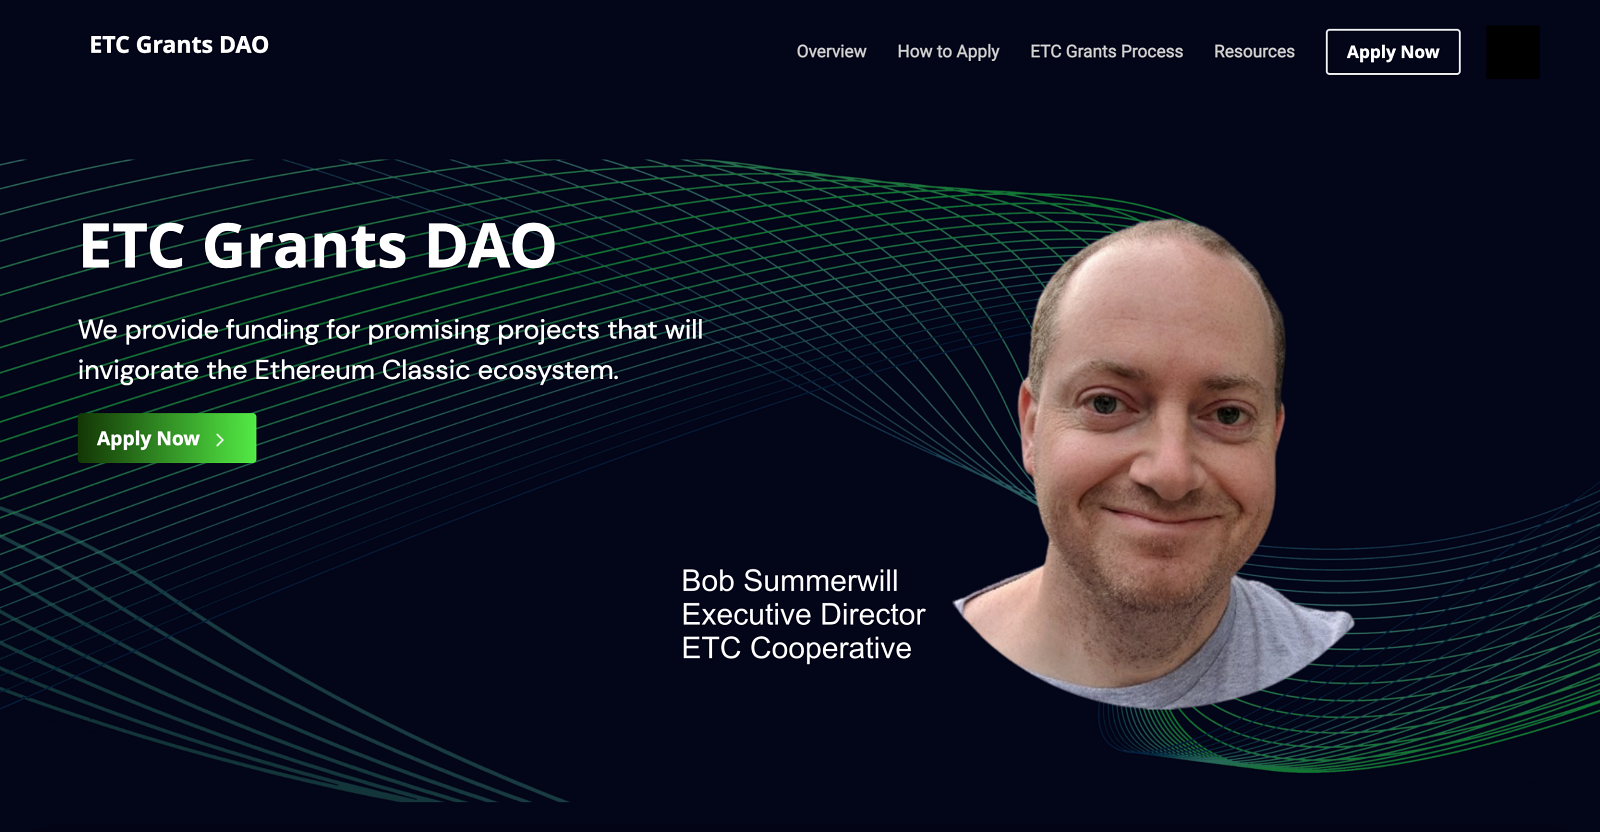 ETC Grants DAO
Overview How to Apply ETC Grants Process Resources Apply Now
ETC Grants DAO
We provide funding for promising projects that will
invigorate the Ethereum Classic ecosystem.
Apply Now
Bob Summerwill
Executive Director
ETC Cooperative